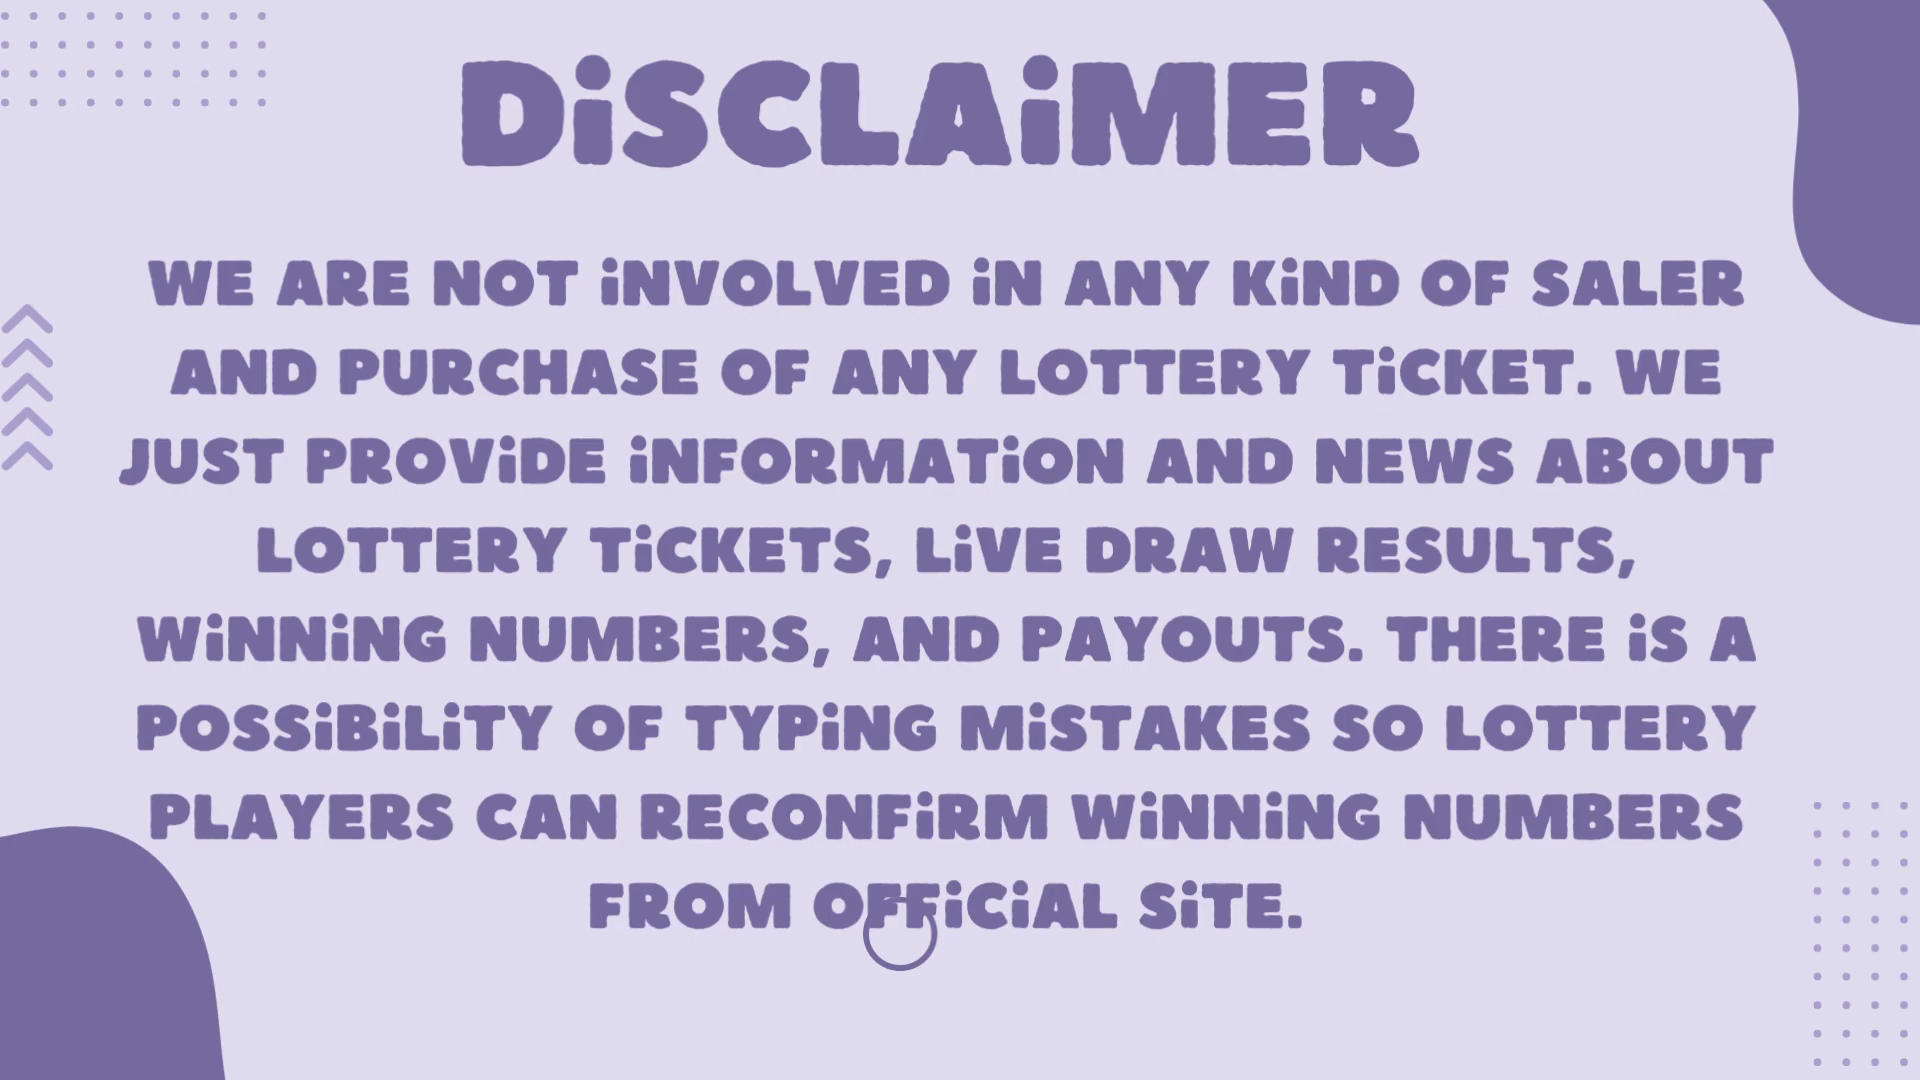 DiSCLAiMER
WE ARE NOT iNVOLVED iN ANY KiND OF SALER
AND PURCHASE OF ANY LOTTERY TiCKET. WE
JUST PROViDE iNFORMATiON AND NEWS ABOUT
LOTTERY TiCKETS, LiVE DRAW RESULTS,
WiNNiNG NUMBERS, AND PAYOUTS. THERE iS A
POSSiBiLiTY OF TYPiNG MiSTAKES SO LOTTERY
PLAYERS CAN RECONFiRM WiNNiNG NUMBERS
FROM OFFiCiAL SiTE.